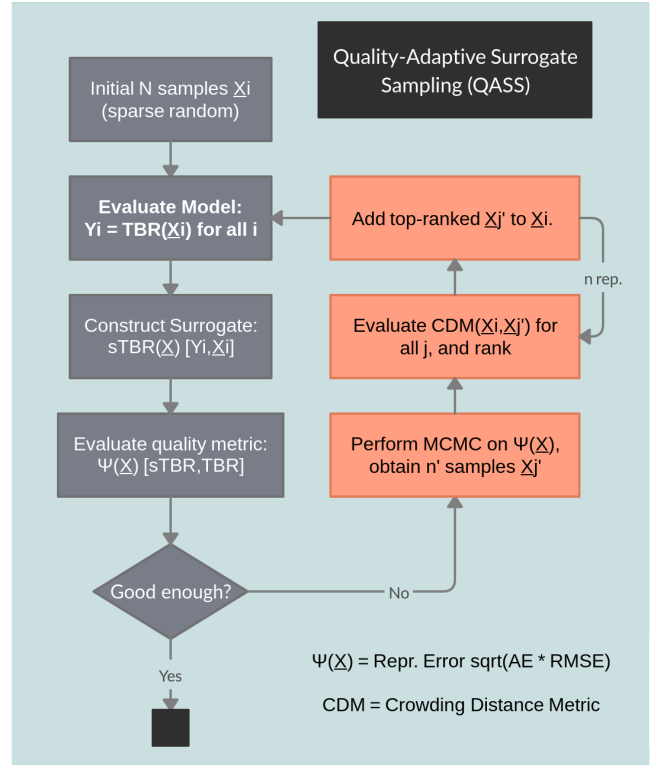 Quality-Adaptive Surrogate
Sampling (QASS)
Initial N samples Xi
(sparse random)
Evaluate Model:
Yi = TBR(Xi) for all i
Construct Surrogate:
sTBR(X) [Yi,Xi]
Evaluate quality metric:
Ψ(X) [sTBR,TBR]
Good enough?
Yes
No
Perform MCMC on Ψ(X),
obtain n' samples Xj'
Evaluate CDM(Xi,Xj') for
all j, and rank
Add top-ranked Xj' to Xi.
n rep.
Ψ(X) = Repr. Error sqrt(AE * RMSE)
CDM = Crowding Distance Metric